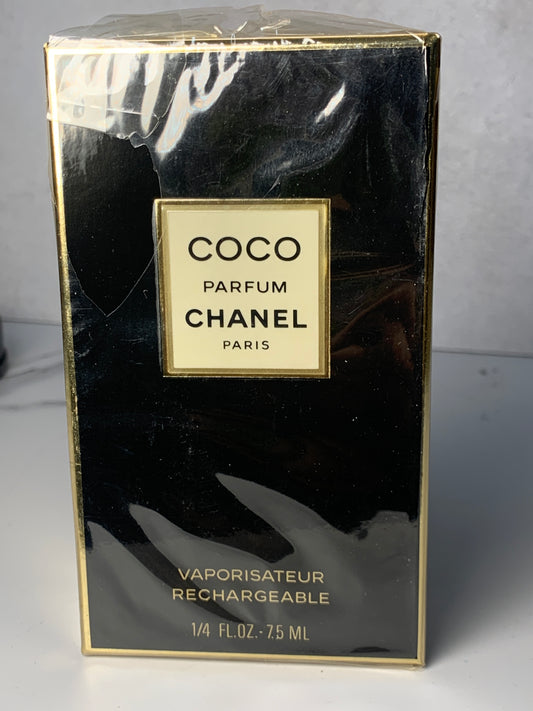 COCO
PARFUM
CHANEL
PARIS
VAPORISATEUR
RECHARGEABLE
1/4 FL.OZ.-7.5 ML